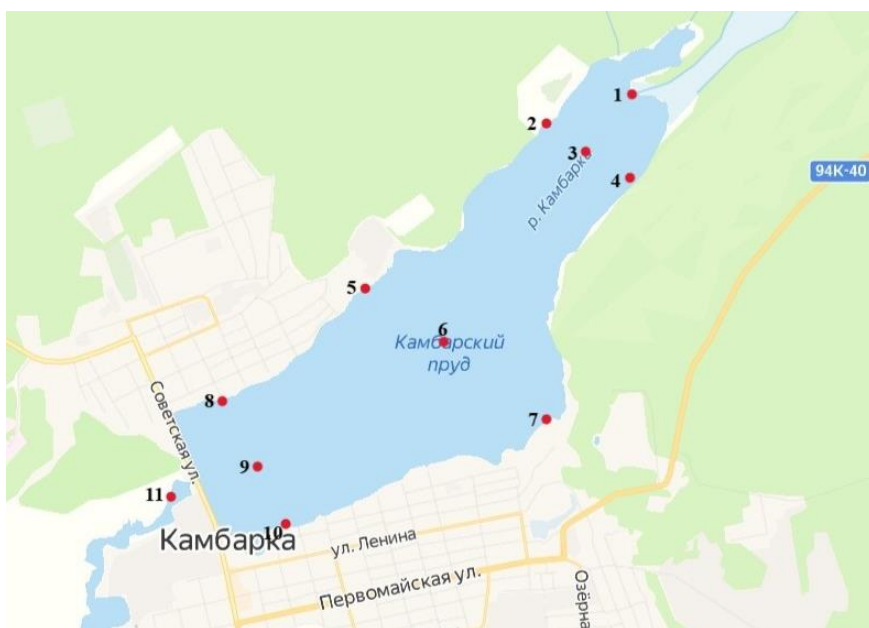 1
2
3
р. Камбарка
4
94К-40
5
6
Камбарский
пруд
Советская ул.
8
7
9
11
10
Камбарка
ул. Ленина
Первомайская ул.
Озёрна